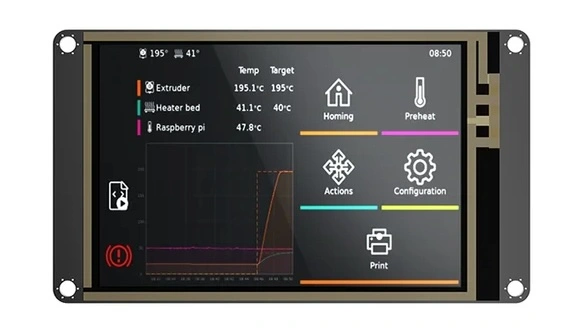 195° 41° 08:50
Temp Target
Extruder 195.1°c 195°c
Heater bed 41.1°c 40°c
Raspberry pi 47.8°c
Homing Preheat
Actions Configuration
Print